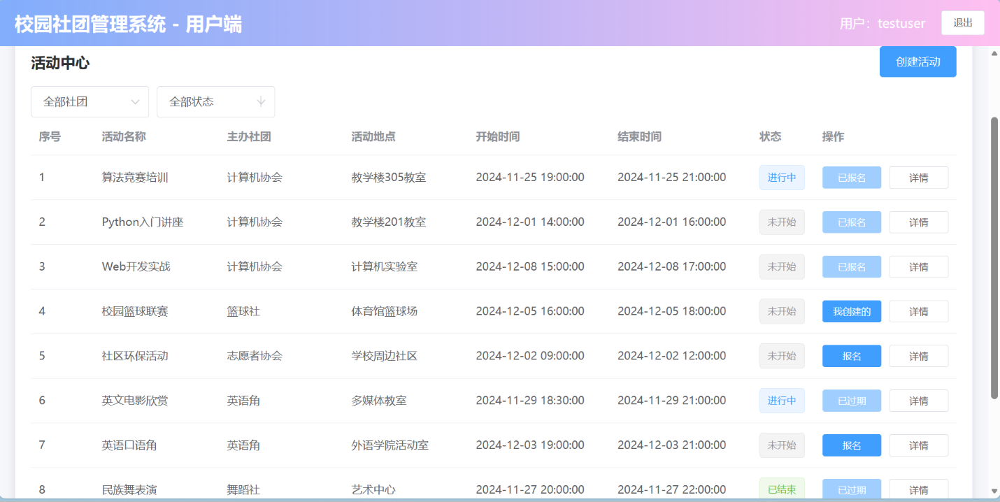 校园社团管理系统 - 用户端 用户：testuser 退出
活动中心 创建活动
全部社团 全部状态
序号 活动名称 主办社团 活动地点 开始时间 结束时间 状态 操作
1 算法竞赛培训 计算机协会 教学楼305教室 2024-11-25 19:00:00 2024-11-25 21:00:00 进行中 已报名 详情
2 Python入门讲座 计算机协会 教学楼201教室 2024-12-01 14:00:00 2024-12-01 16:00:00 未开始 已报名 详情
3 Web开发实战 计算机协会 计算机实验室 2024-12-08 15:00:00 2024-12-08 17:00:00 未开始 已报名 详情
4 校园篮球联赛 篮球社 体育馆篮球场 2024-12-05 16:00:00 2024-12-05 18:00:00 未开始 我创建的 详情
5 社区环保活动 志愿者协会 学校周边社区 2024-12-02 09:00:00 2024-12-02 12:00:00 未开始 报名 详情
6 英文电影欣赏 英语角 多媒体教室 2024-11-29 18:30:00 2024-11-29 21:00:00 进行中 已过期 详情
7 英语口语角 英语角 外语学院活动室 2024-12-03 19:00:00 2024-12-03 21:00:00 未开始 报名 详情
8 民族舞表演 舞蹈社 艺术中心 2024-11-27 20:00:00 2024-11-27 22:00:00 已结束 已过期 详情